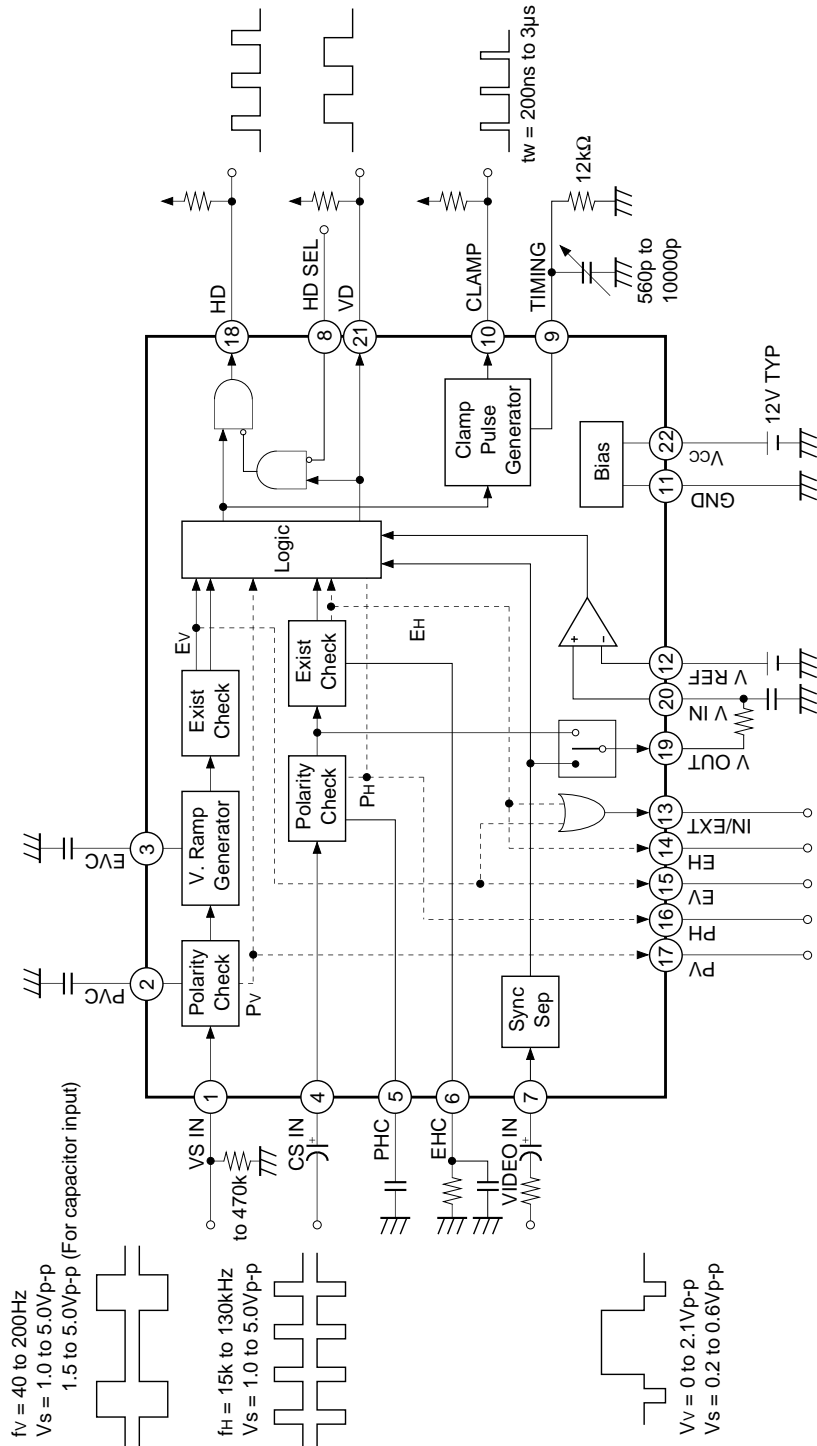 fV = 40 to 200Hz
VS = 1.0 to 5.0Vp-p
1.5 to 5.0Vp-p (For capacitor input)
fH = 15k to 130kHz
VS = 1.0 to 5.0Vp-p
VV = 0 to 2.1Vp-p
VS = 0.2 to 0.6Vp-p
VS IN
to 470k
CS IN
PHC
EHC
VIDEO IN
1
4
5
6
7
PVC
EVC
2
3
Polarity
Check
V. Ramp
Generator
Exist
Check
PV
EV
Polarity
Check
Exist
Check
PH
EH
Logic
Sync
Sep
Clamp
Pulse
Generator
Bias
18
8
21
10
9
HD
HD SEL
VD
CLAMP
TIMING
tw = 200ns to 3µs
12kΩ
560p to
10000p
17
16
15
14
13
19
20
12
11
22
PV
PH
EV
EH
IN/EXT
V OUT
V IN
+
−
V REF
GND
VCC
12V TYP
+
+